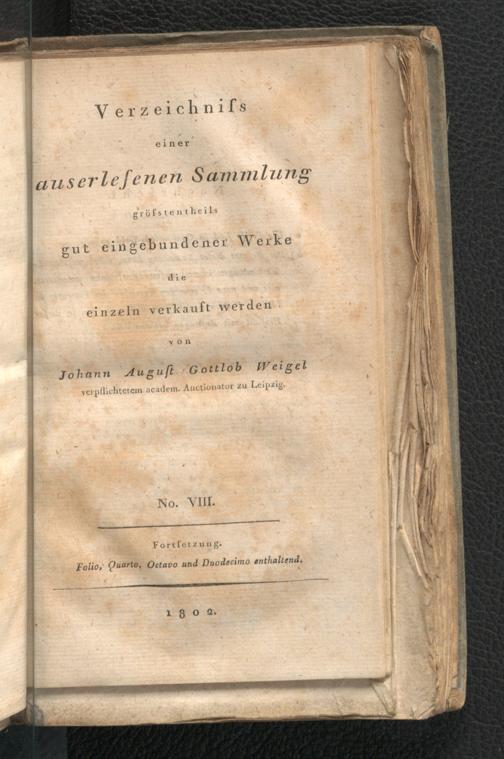 Verzeichniſs
einer
auserleſenen Sammlung
gröſstentheils
gut eingebundener Werke
die
einzeln verkauft werden
von
Johann Auguſt Gottlob Weigel
verpflichtetem academ. Auctionator zu Leipzig.
No. VIII.
Fortſetzung.
Folio, Quarto, Octavo und Duodecimo enthaltend.
1802.